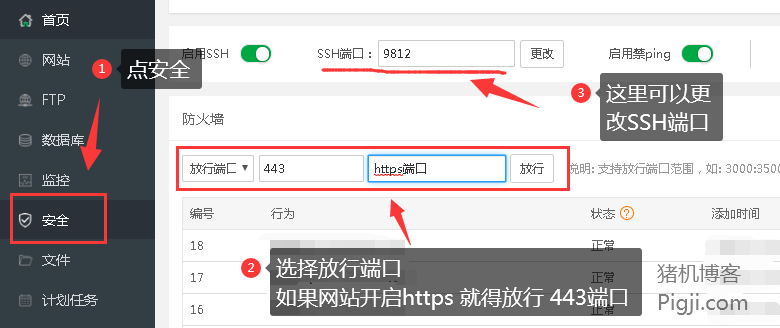 首页
网站
FTP
数据库
监控
安全
文件
计划任务
1 点安全
启用SSH
SSH端口：9812 更改
启用禁ping
3 这里可以更
改SSH端口
防火墙
放行端口 443 https端口 放行
说明: 支持放行端口范围，如: 3000:3500
编号 行为 状态 ? 添加时间
18 正常
17 正常
16
2 选择放行端口
如果网站开启https 就得放行 443端口
猪机博客
Pigji.com